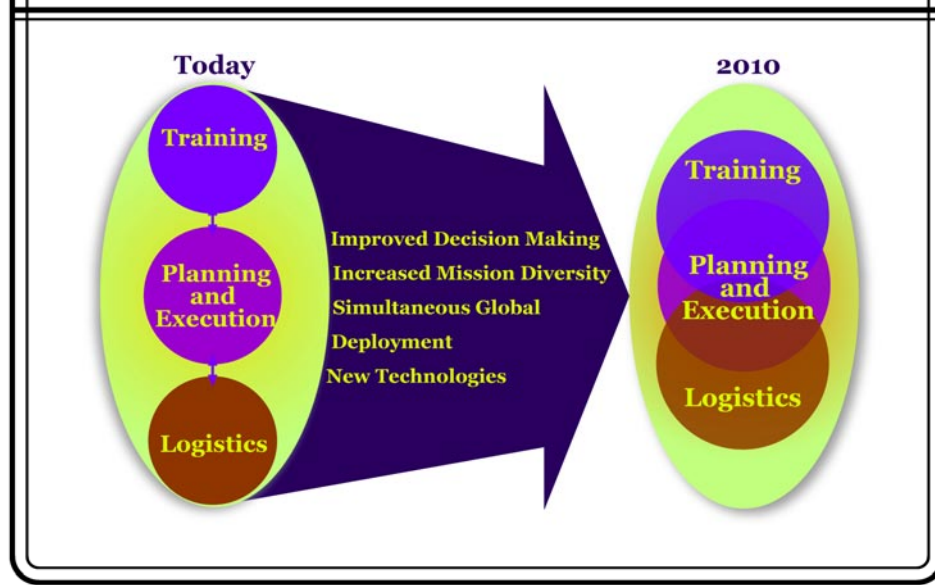 Today
2010
Training
Planning
and
Execution
Logistics
Improved Decision Making
Increased Mission Diversity
Simultaneous Global
Deployment
New Technologies
Training
Planning
and
Execution
Logistics